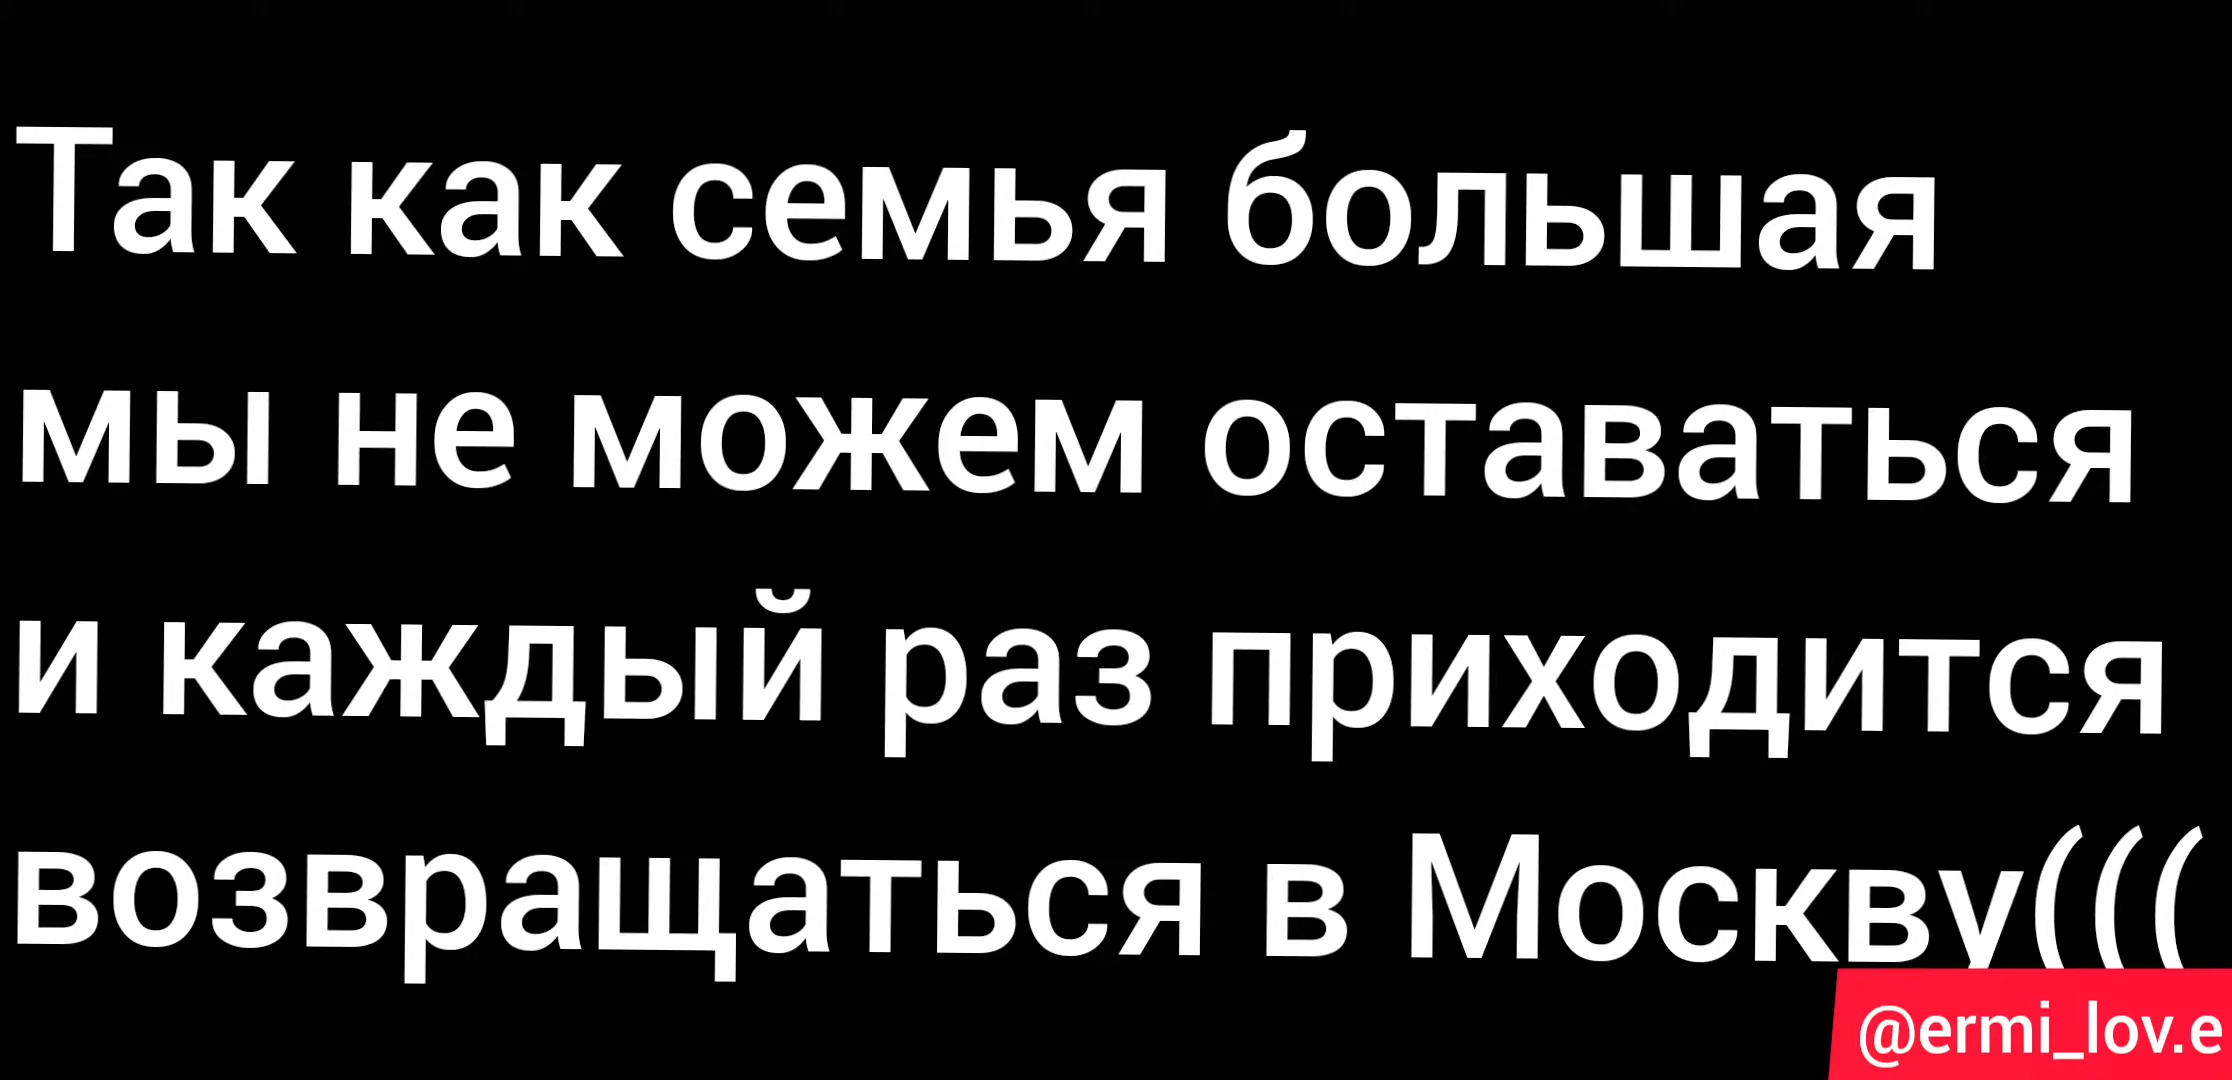 Так как семья большая
мы не можем оставаться
и каждый раз приходится
возвращаться в Москву(((
@ermi_lov.e